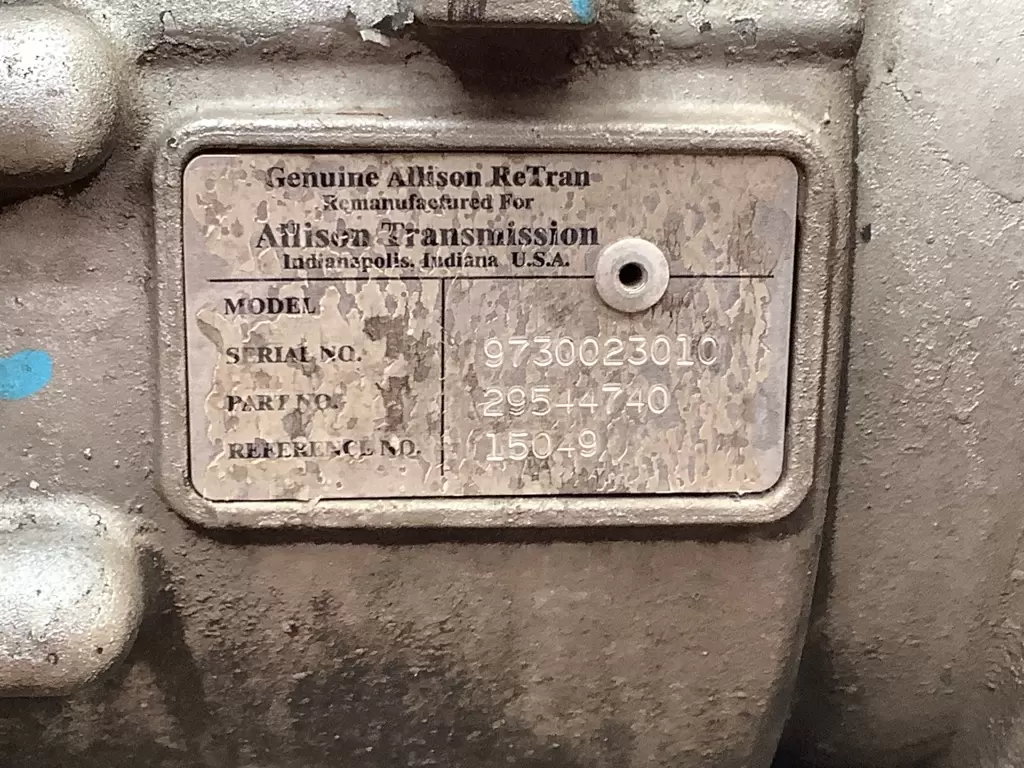 Genuine Allison ReTran
Remanufactured For
Allison Transmission
Indianapolis, Indiana U.S.A.
MODEL
SERIAL NO. 9730023010
PART NO. 29544740
REFERENCE NO. 15049